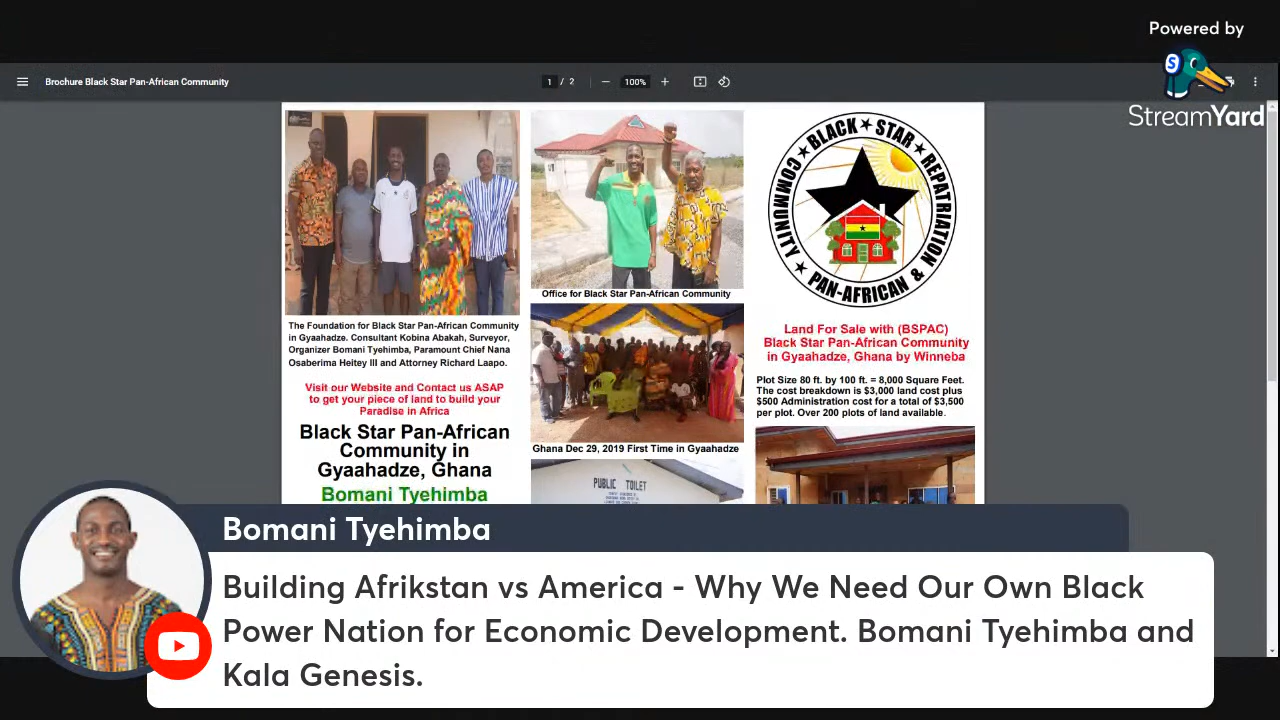 Powered by
StreamYard
Brochure Black Star Pan-African Community
1 / 2
100%
The Foundation for Black Star Pan-African Community
in Gyaahadze. Consultant Kobina Abakah, Surveyor,
Organizer Bomani Tyehimba, Paramount Chief Nana
Osaberima Heitey III and Attorney Richard Laapo.
Visit our Website and Contact us ASAP
to get your piece of land to build your
Paradise in Africa
Black Star Pan-African
Community in
Gyaahadze, Ghana
Bomani Tyehimba
Office for Black Star Pan-African Community
Ghana Dec 29, 2019 First Time in Gyaahadze
PUBLIC TOILET
BLACK ★ STAR
REPATRIATION &
PAN-AFRICAN
COMMUNITY
Land For Sale with (BSPAC)
Black Star Pan-African Community
in Gyaahadze, Ghana by Winneba
Plot Size 80 ft. by 100 ft. = 8,000 Square Feet.
The cost breakdown is $3,000 land cost plus
$500 Administration cost for a total of $3,500
per plot. Over 200 plots of land available.
Bomani Tyehimba
Building Afrikstan vs America - Why We Need Our Own Black
Power Nation for Economic Development. Bomani Tyehimba and
Kala Genesis.